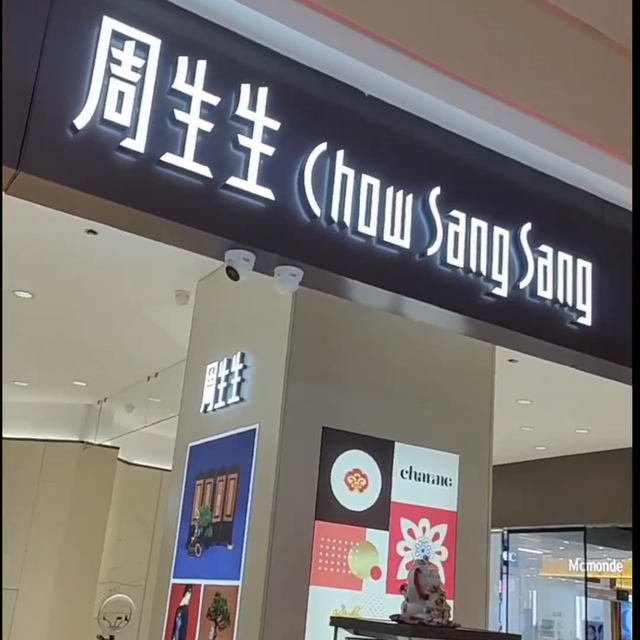 周生生 Chow Sang Sang
周生生
charme
Mcmonde